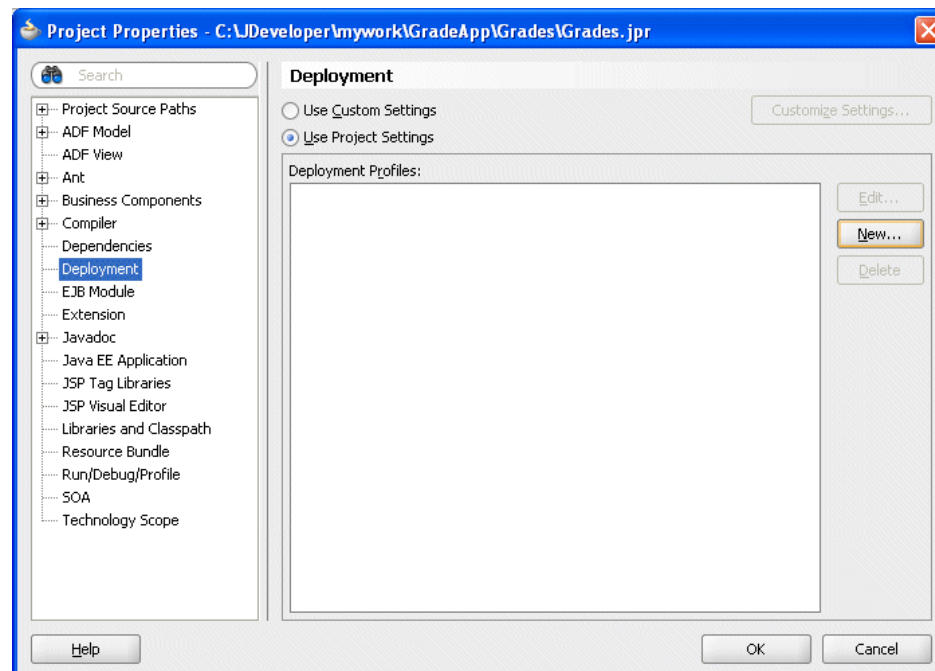 Project Properties - C:\JDeveloper\mywork\GradeApp\Grades\Grades.jpr
Search
Project Source Paths
ADF Model
ADF View
Ant
Business Components
Compiler
Dependencies
Deployment
EJB Module
Extension
Javadoc
Java EE Application
JSP Tag Libraries
JSP Visual Editor
Libraries and Classpath
Resource Bundle
Run/Debug/Profile
SOA
Technology Scope
Deployment
Use Custom Settings
Customize Settings...
Use Project Settings
Deployment Profiles:
Edit...
New...
Delete
Help
OK
Cancel